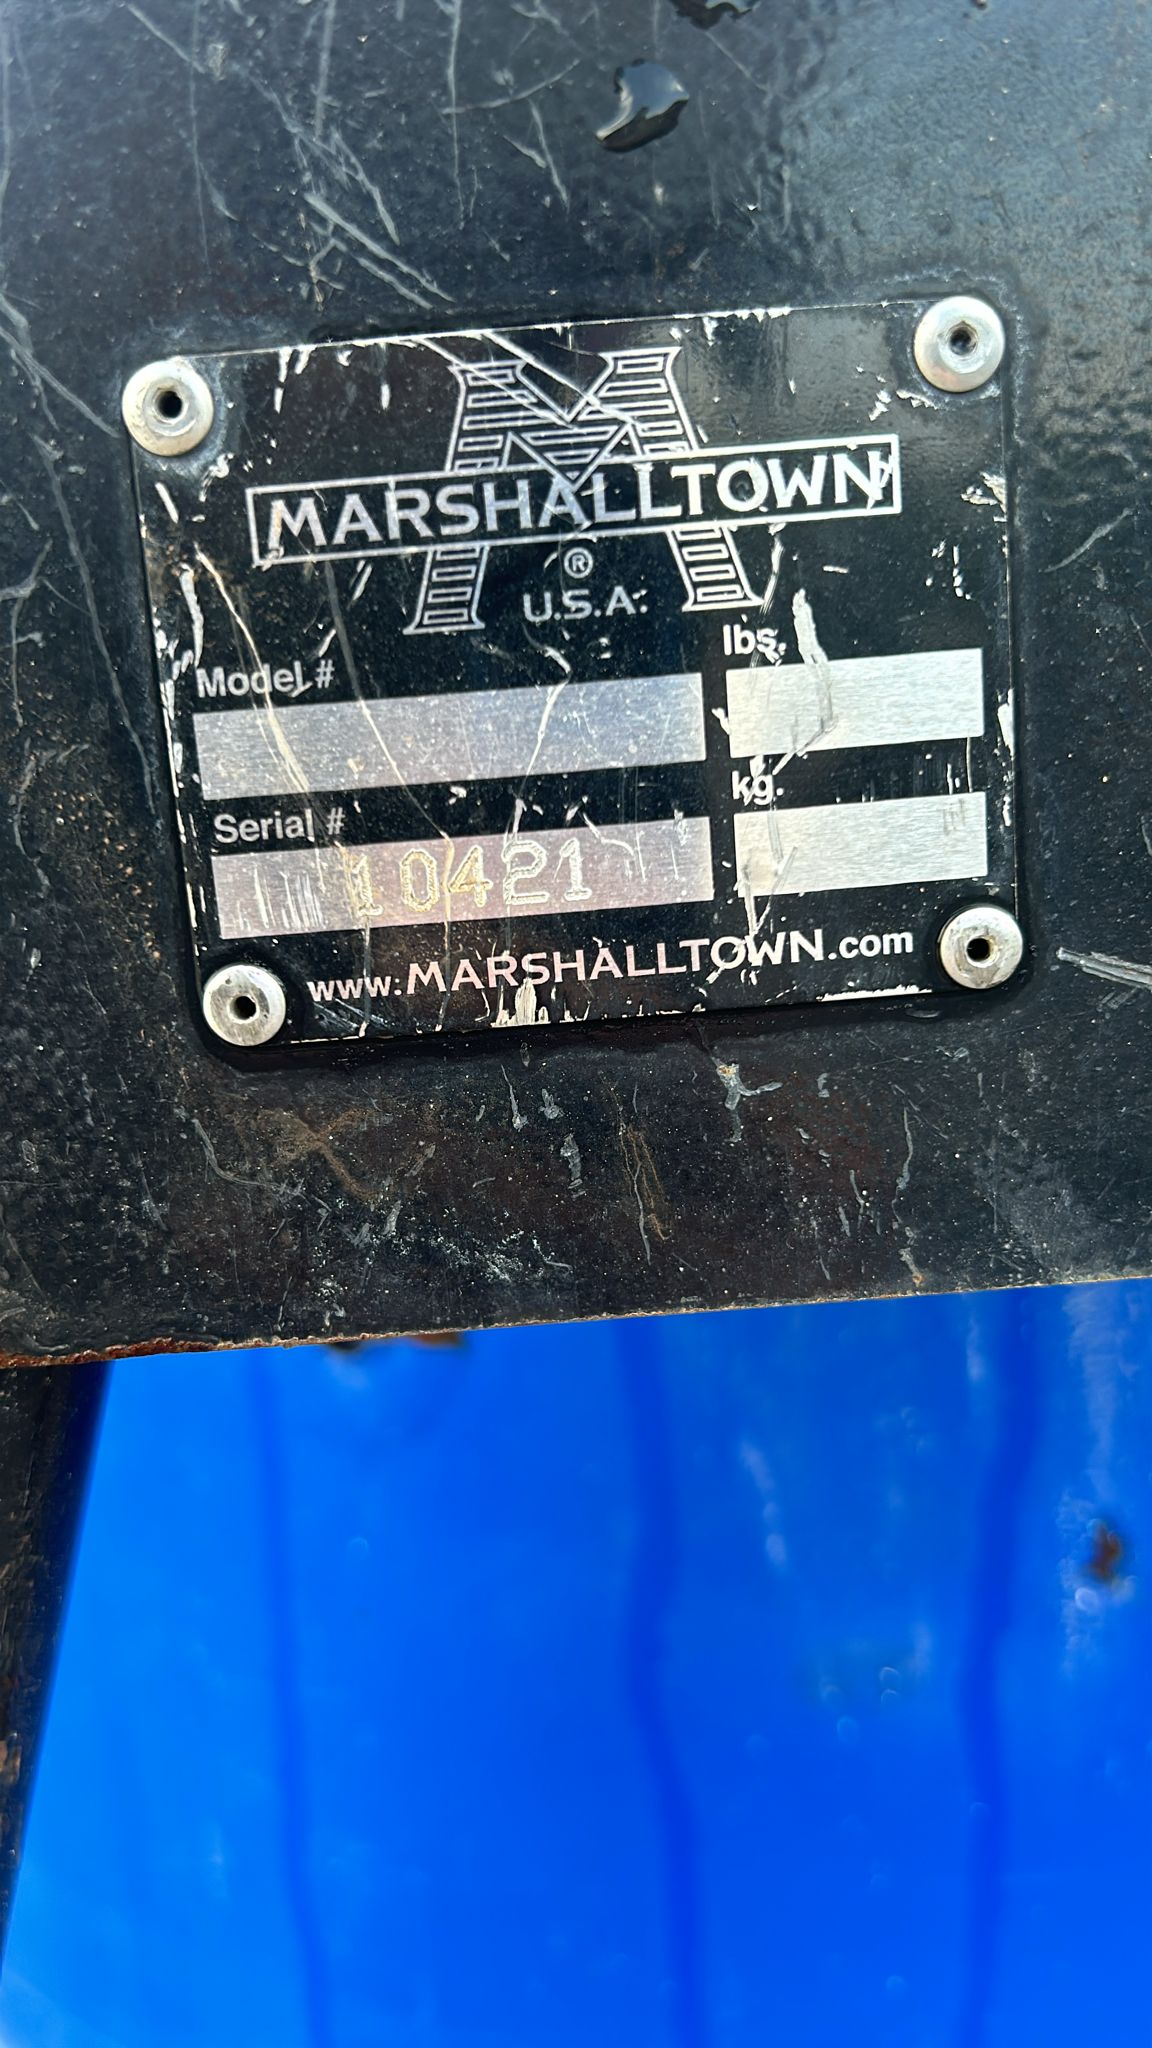 MARSHALLTOWN
®
U.S.A.
Model #
lbs.
kg.
Serial #
10421
www.MARSHALLTOWN.com